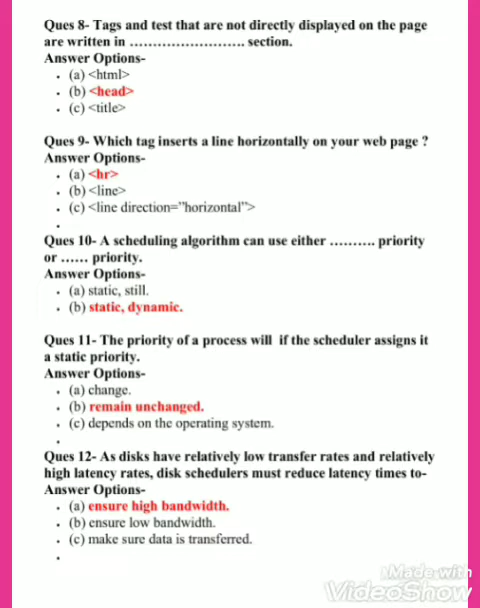 Ques 8- Tags and test that are not directly displayed on the page
are written in ........................... section.
Answer Options-
• (a) <html>
• (b) <head>
• (c) <title>
Ques 9- Which tag inserts a line horizontally on your web page ?
Answer Options-
• (a) <hr>
• (b) <line>
• (c) <line direction="horizontal">
•
Ques 10- A scheduling algorithm can use either .......... priority
or ...... priority.
Answer Options-
• (a) static, still.
• (b) static, dynamic.
Ques 11- The priority of a process will if the scheduler assigns it
a static priority.
Answer Options-
• (a) change.
• (b) remain unchanged.
• (c) depends on the operating system.
•
Ques 12- As disks have relatively low transfer rates and relatively
high latency rates, disk schedulers must reduce latency times to-
Answer Options-
• (a) ensure high bandwidth.
• (b) ensure low bandwidth.
• (c) make sure data is transferred.
•
Made with
VideoShow